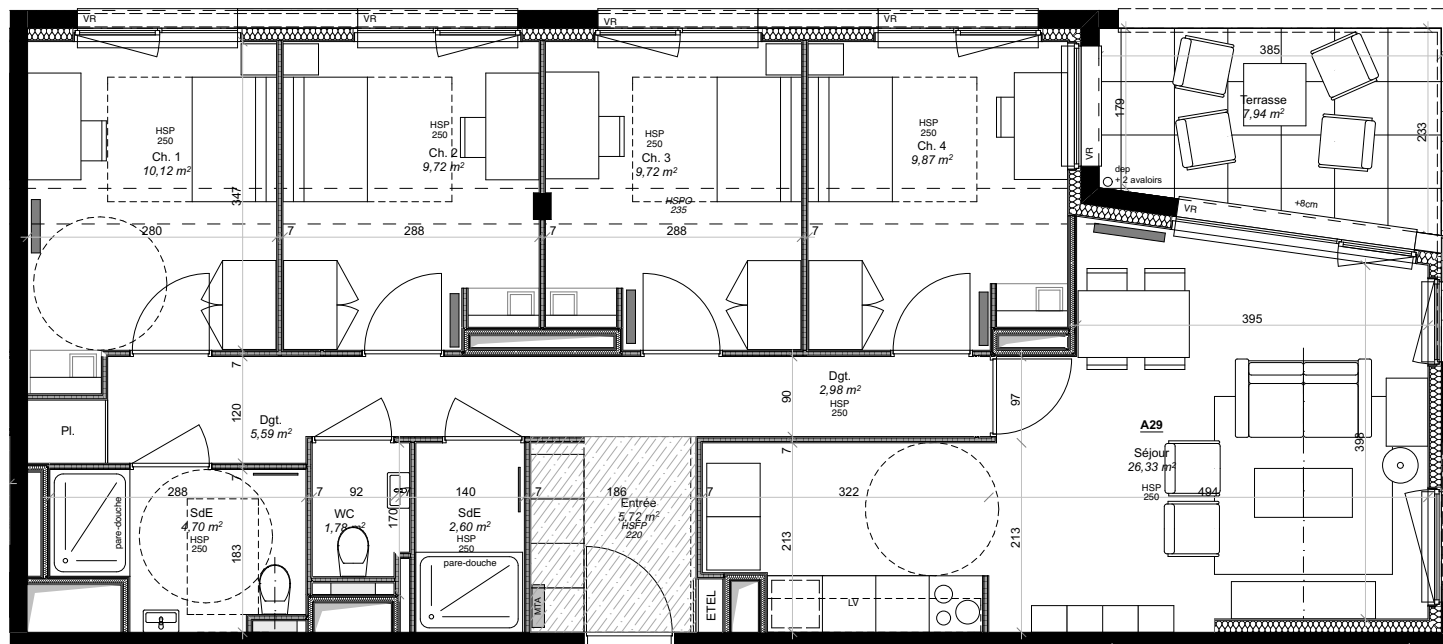 VR
VR
VR
385
179
Terrasse
7,94 m²
233
VR
dep
+ 2 avaloirs
VR
+8cm
HSP
250
Ch. 1
10,12 m²
347
HSP
250
Ch. 2
9,72 m²
HSP
250
Ch. 3
9,72 m²
HSP
250
Ch. 4
9,87 m²
HSPO
235
280
7
288
7
288
7
395
7
120
Dgt.
5,59 m²
90
Dgt.
2,98 m²
HSP
250
97
Pl.
A29
Séjour
26,33 m²
HSP
250
398
494
7
7
288
7
92
140
7
186
7
322
SdE
4,70 m²
HSP
250
pare-douche
183
WC
1,78 m²
170
SdE
2,60 m²
HSP
250
pare-douche
Entrée
5,72 m²
HSFP
220
213
213
MTA
ETEL
LV